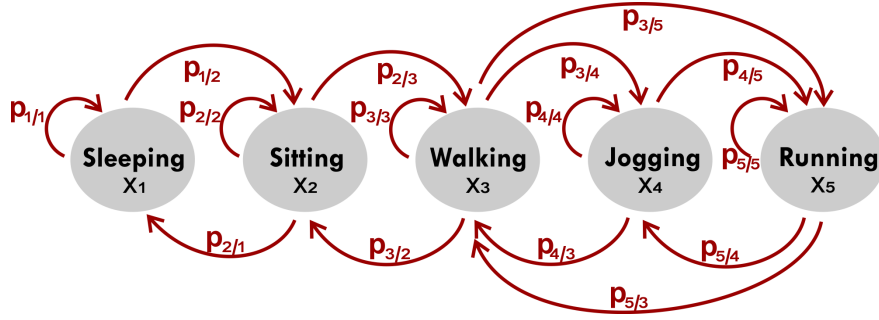 p3/5
p1/2
p2/3
p3/4
p4/5
p1/1
p2/2
p3/3
p4/4
p5/5
Sleeping
X1
Sitting
X2
Walking
X3
Jogging
X4
Running
X5
p2/1
p3/2
p4/3
p5/4
p5/3